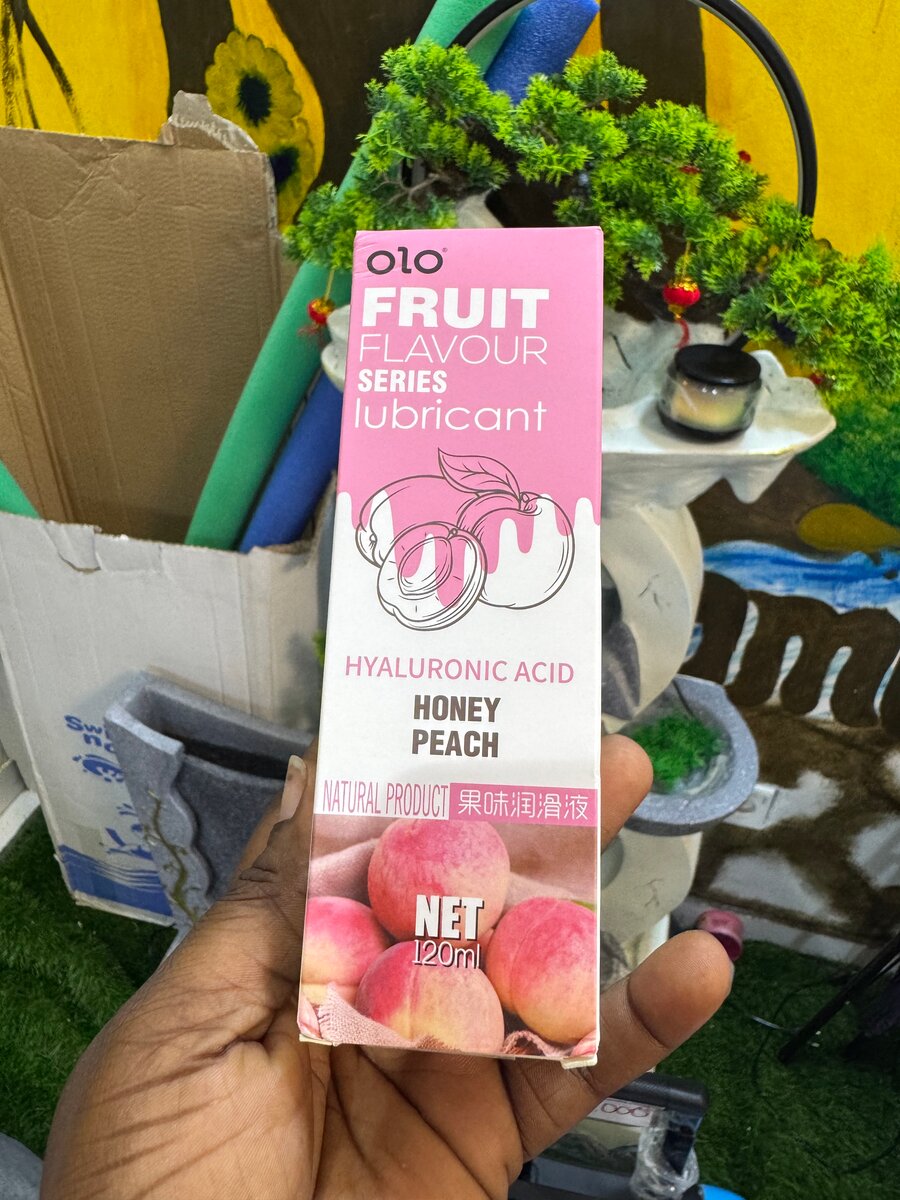 olo®
FRUIT
FLAVOUR
SERIES
lubricant
HYALURONIC ACID
HONEY
PEACH
NATURAL PRODUCT 果味润滑液
NET
120ml